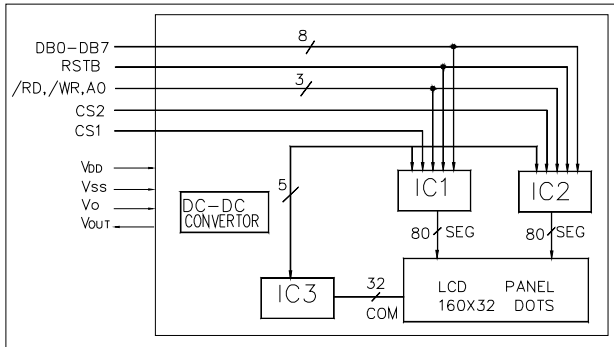 DB0-DB7
8
RSTB
/RD,/WR,A0
3
CS2
CS1
VDD
VSS
VO
VOUT
DC-DC
CONVERTOR
5
IC1
IC2
80
SEG
80
SEG
IC3
32
COM
LCD PANEL
160X32 DOTS